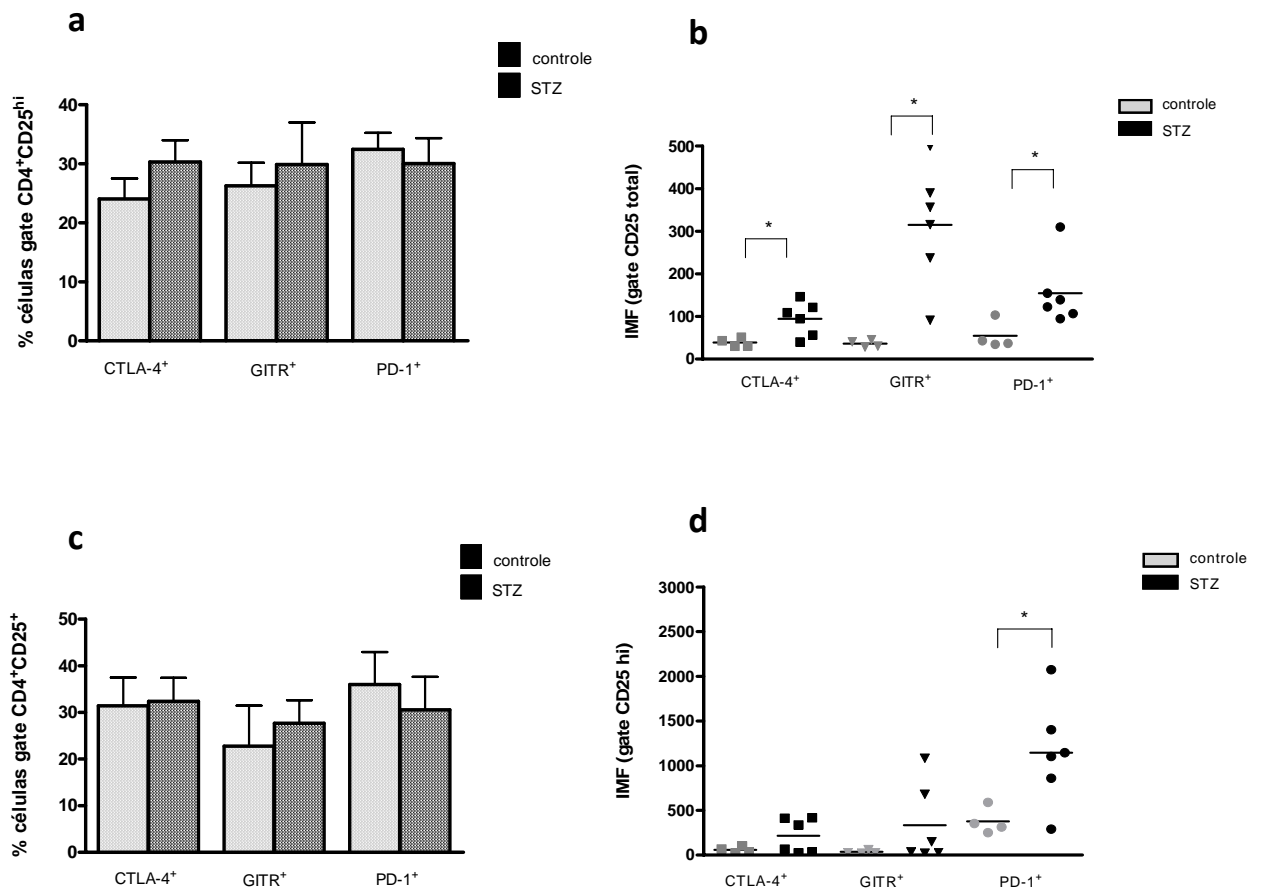 a
controle
STZ
% células gate CD4⁺CD25ʰⁱ
40
30
20
10
0
CTLA-4⁺ GITR⁺ PD-1⁺
b
controle
STZ
IMF (gate CD25 total)
500
400
300
200
100
0
* * *
CTLA-4⁺ GITR⁺ PD-1⁺
c
controle
STZ
% células gate CD4⁺CD25⁺
50
40
30
20
10
0
CTLA-4⁺ GITR⁺ PD-1⁺
d
controle
STZ
IMF (gate CD25 hi)
3000
2500
2000
1500
1000
500
0
*
CTLA-4⁺ GITR⁺ PD-1⁺